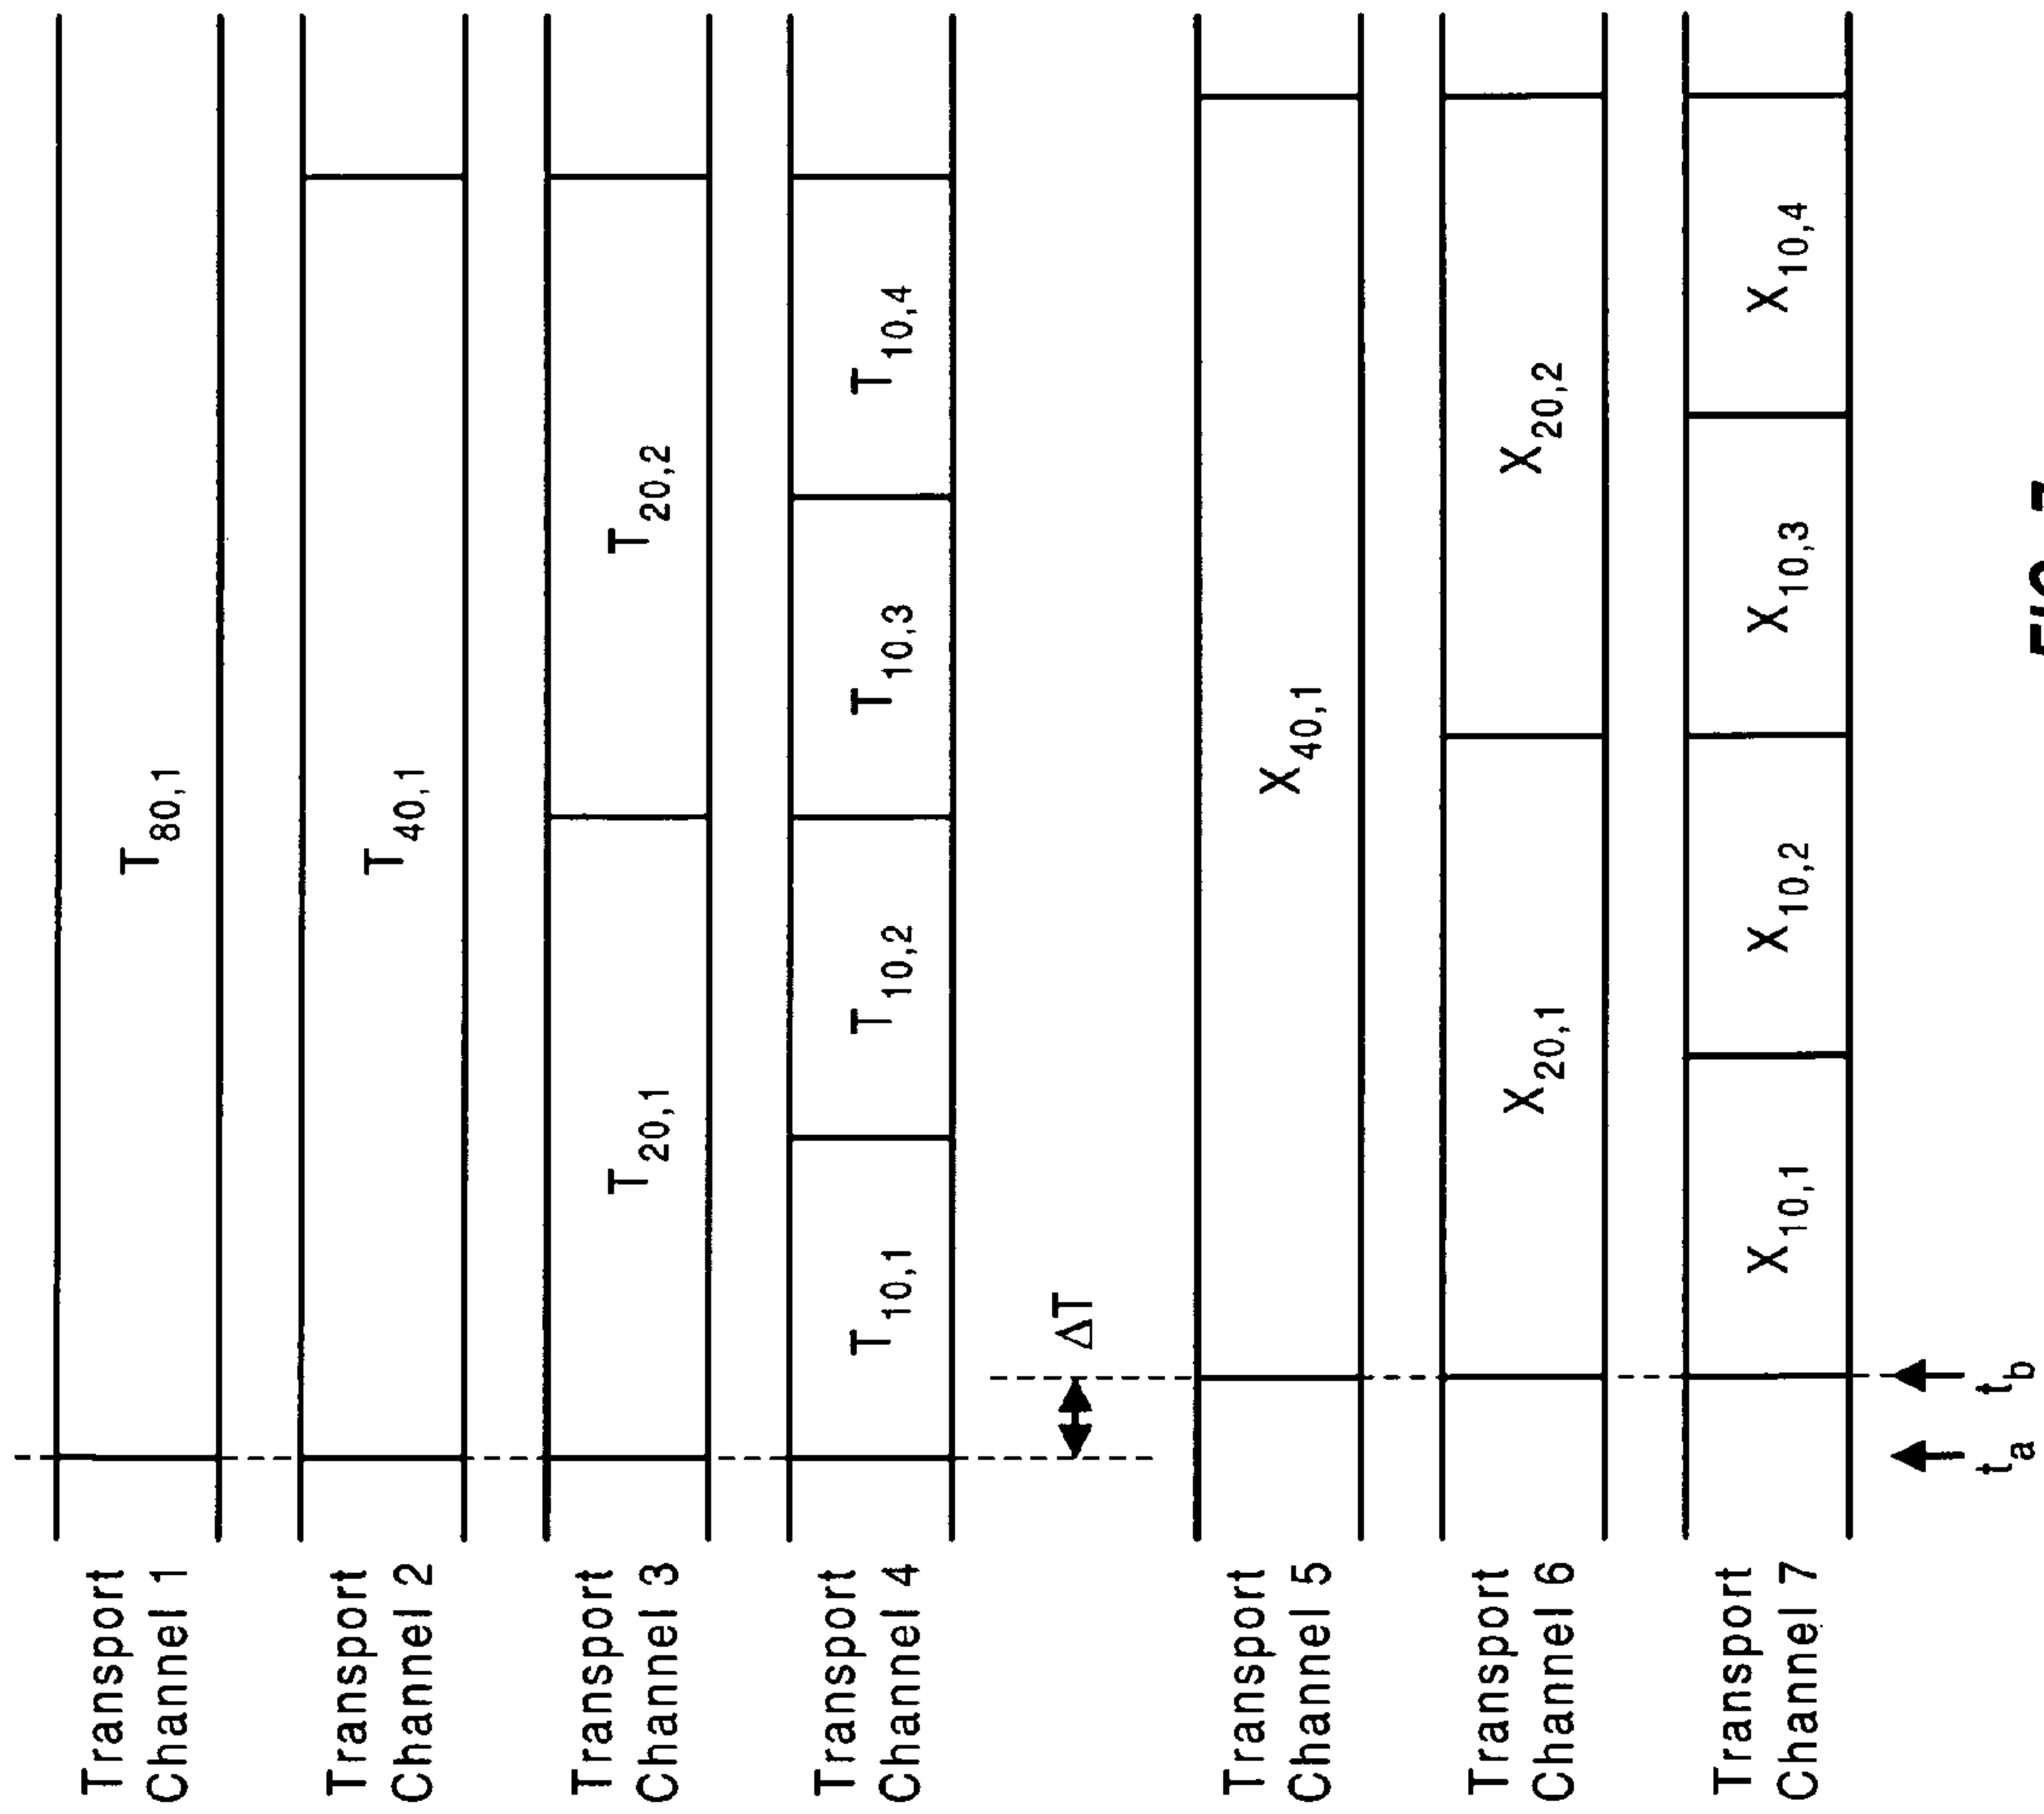 Transport
Channel 1
T80,1
Transport
Channel 2
T40,1
Transport
Channel 3
T20,1
T20,2
Transport
Channel 4
T10,1
T10,2
T10,3
T10,4
ΔT
Transport
Channel 5
X40,1
Transport
Channel 6
X20,1
X20,2
Transport
Channel 7
X10,1
X10,2
X10,3
X10,4
ta
tb